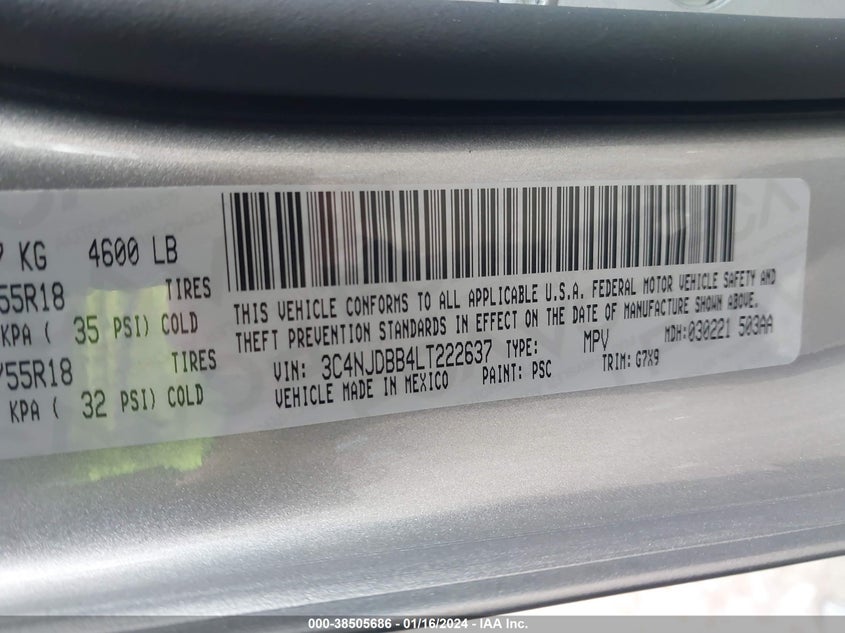 KG 4600 LB
55R18 TIRES
KPA ( 35 PSI) COLD
55R18 TIRES
KPA ( 32 PSI) COLD
THIS VEHICLE CONFORMS TO ALL APPLICABLE U.S.A. FEDERAL MOTOR VEHICLE SAFETY AND
THEFT PREVENTION STANDARDS IN EFFECT ON THE DATE OF MANUFACTURE SHOWN ABOVE.
VIN: 3C4NJDBB4LT222637 TYPE: MPV MDH:030221 503AA
VEHICLE MADE IN MEXICO PAINT: PSC TRIM: G7X9
000-38505686 - 01/16/2024 - IAA Inc.